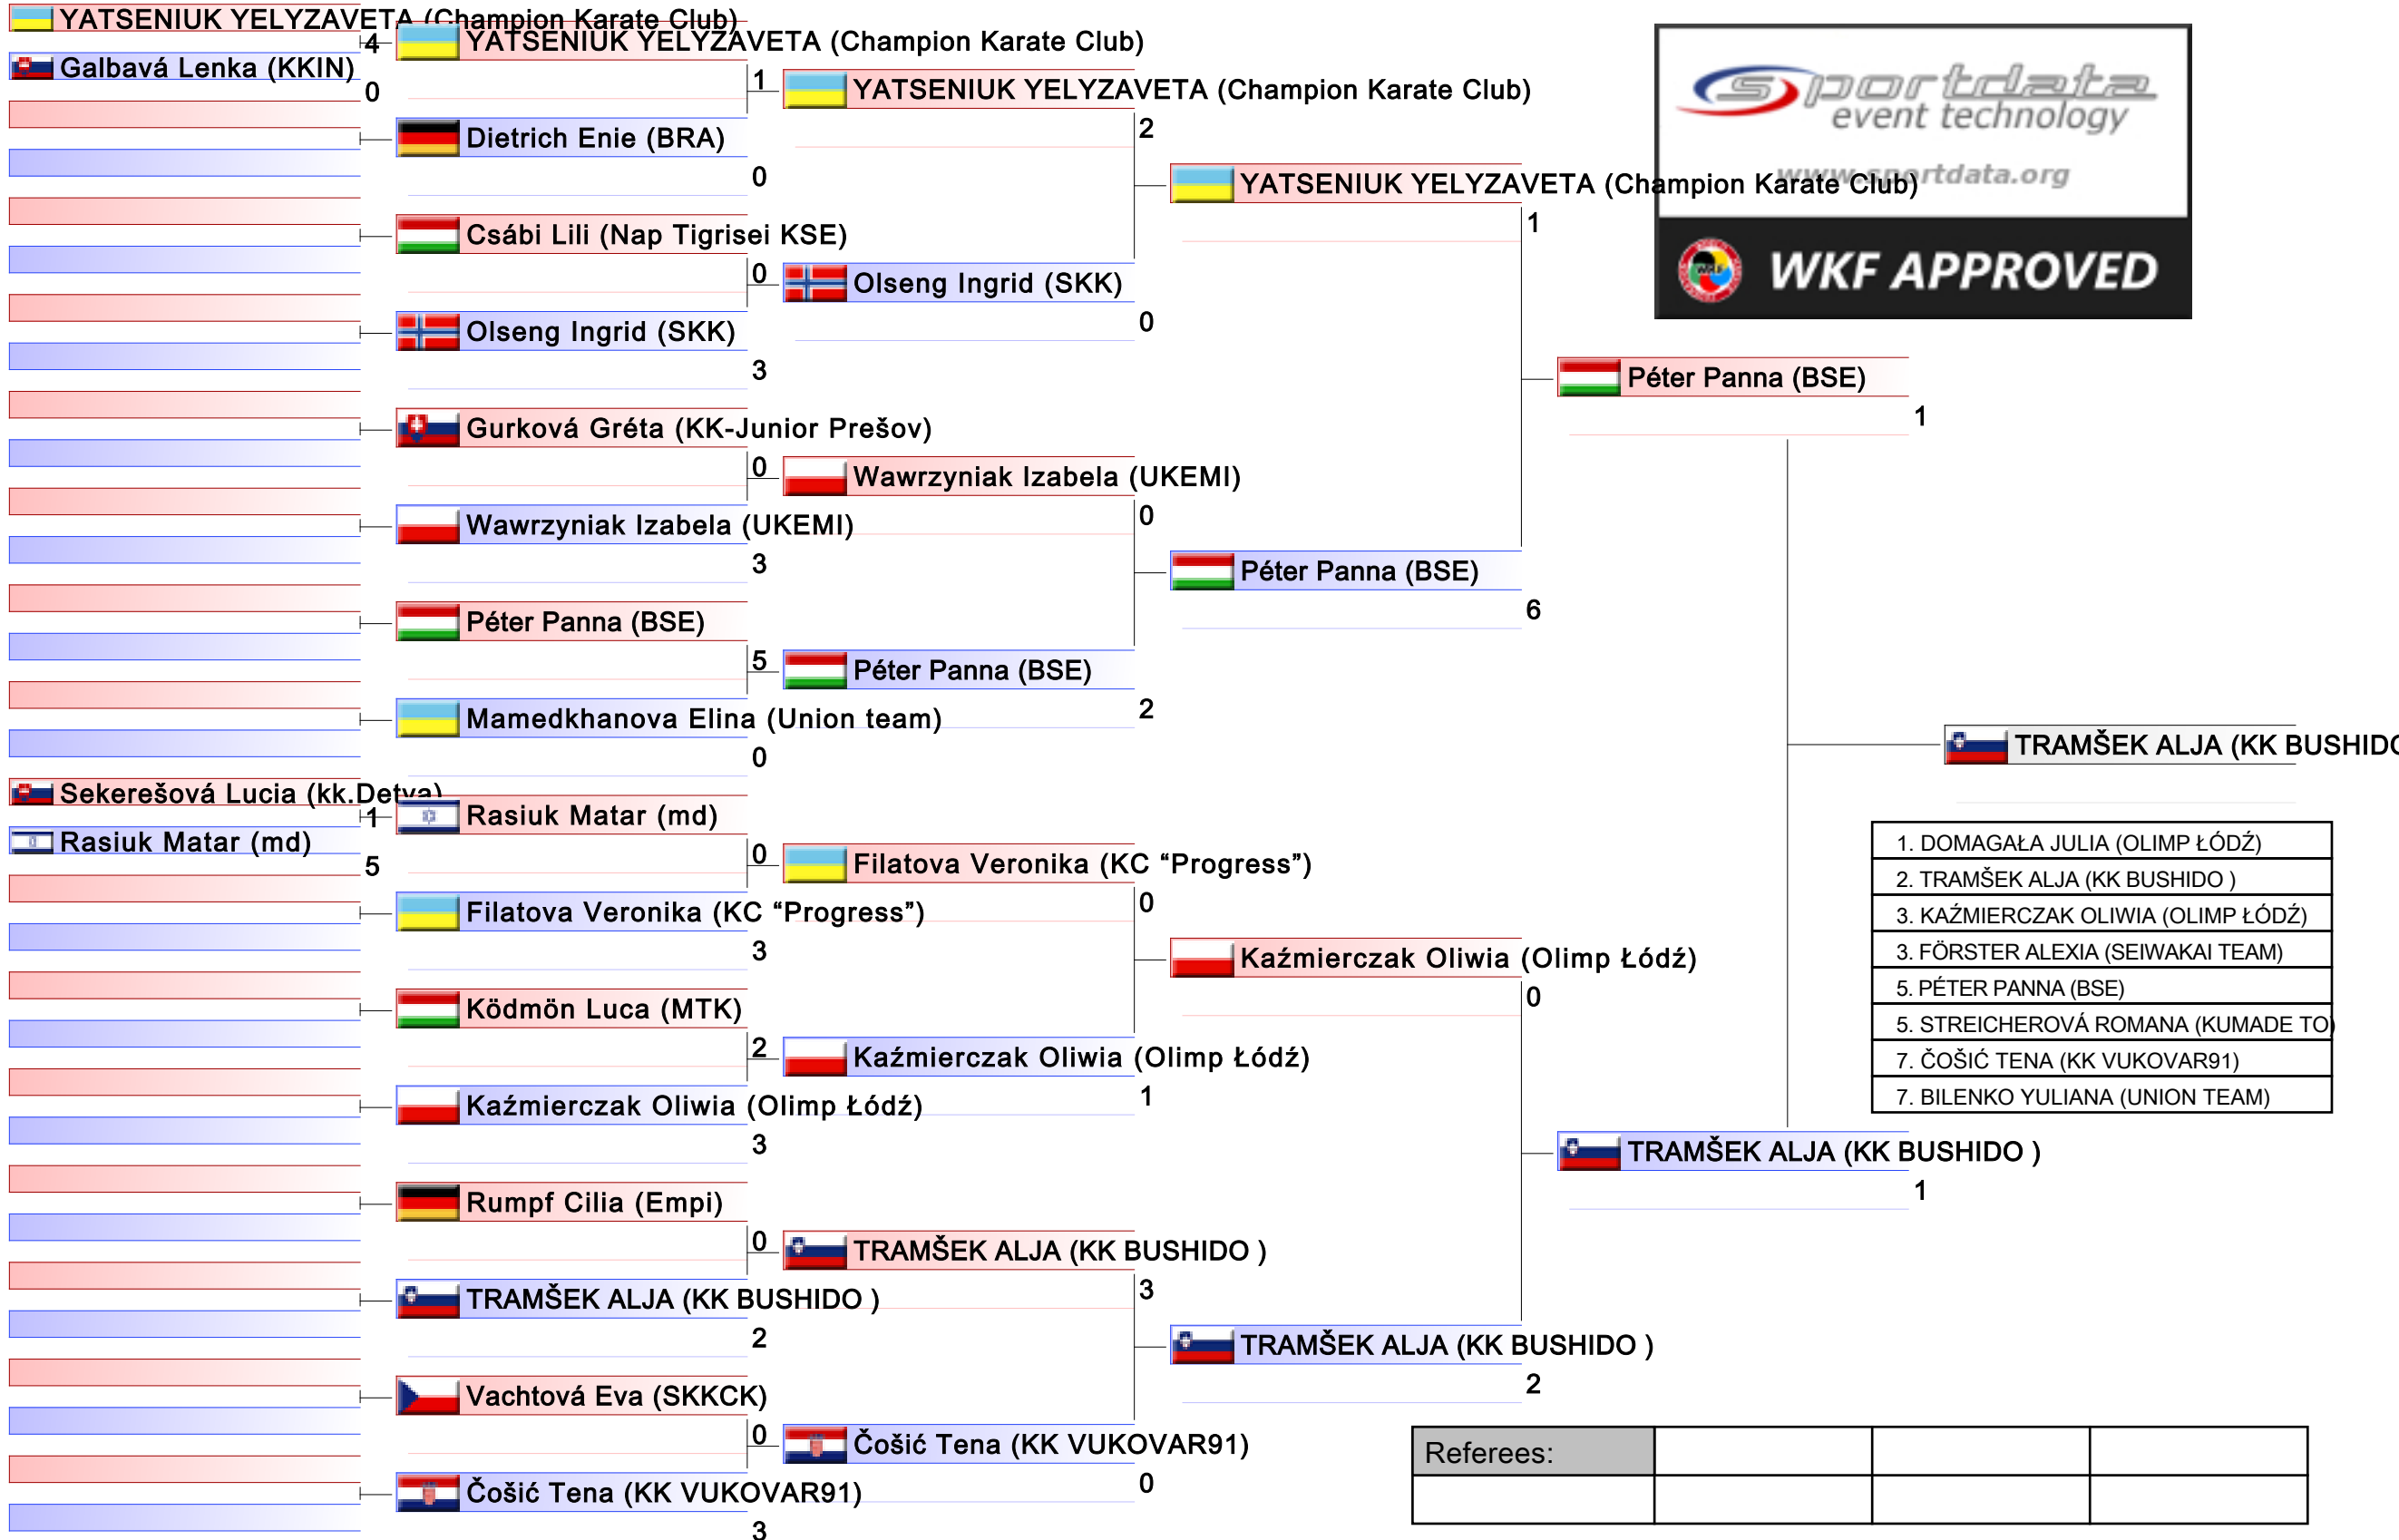 YATSENIUK YELYZAVETA (Champion Karate Club)
4
Galbavá Lenka (KKIN)
0
Sekerešová Lucia (kk.Detva)
1
Rasiuk Matar (md)
5
YATSENIUK YELYZAVETA (Champion Karate Club)
1
Dietrich Enie (BRA)
0
Csábi Lili (Nap Tigrisei KSE)
0
Olseng Ingrid (SKK)
3
Gurková Gréta (KK-Junior Prešov)
0
Wawrzyniak Izabela (UKEMI)
3
Péter Panna (BSE)
5
Mamedkhanova Elina (Union team)
0
Rasiuk Matar (md)
0
Filatova Veronika (KC “Progress”)
3
Ködmön Luca (MTK)
2
Kaźmierczak Oliwia (Olimp Łódź)
3
Rumpf Cilia (Empi)
0
TRAMŠEK ALJA (KK BUSHIDO )
2
Vachtová Eva (SKKCK)
0
Čošić Tena (KK VUKOVAR91)
3
YATSENIUK YELYZAVETA (Champion Karate Club)
2
Olseng Ingrid (SKK)
0
Wawrzyniak Izabela (UKEMI)
0
Péter Panna (BSE)
2
Filatova Veronika (KC “Progress”)
0
Kaźmierczak Oliwia (Olimp Łódź)
1
TRAMŠEK ALJA (KK BUSHIDO )
3
Čošić Tena (KK VUKOVAR91)
0
YATSENIUK YELYZAVETA (Champion Karate Club)
1
Péter Panna (BSE)
6
Kaźmierczak Oliwia (Olimp Łódź)
0
TRAMŠEK ALJA (KK BUSHIDO )
2
Péter Panna (BSE)
1
TRAMŠEK ALJA (KK BUSHIDO )
1
TRAMŠEK ALJA (KK BUSHIDO
sportdata
event technology
www.sportdata.org
WKF
WKF APPROVED
1. DOMAGAŁA JULIA (OLIMP ŁÓDŹ)
2. TRAMŠEK ALJA (KK BUSHIDO )
3. KAŹMIERCZAK OLIWIA (OLIMP ŁÓDŹ)
3. FÖRSTER ALEXIA (SEIWAKAI TEAM)
5. PÉTER PANNA (BSE)
5. STREICHEROVÁ ROMANA (KUMADE TO)
7. ČOŠIĆ TENA (KK VUKOVAR91)
7. BILENKO YULIANA (UNION TEAM)
Referees: